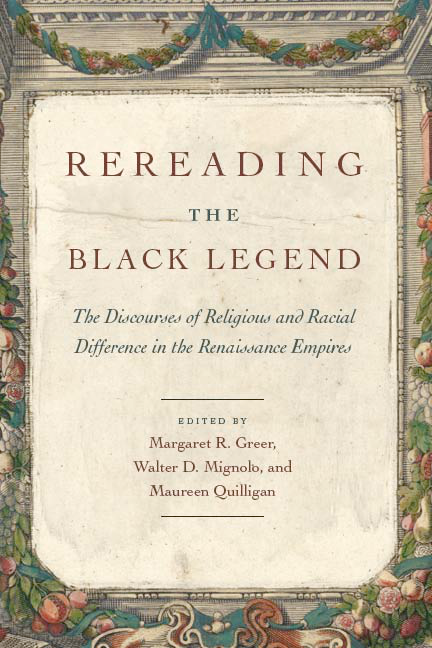 REREADING
THE
BLACK LEGEND
The Discourses of Religious and Racial
Difference in the Renaissance Empires
EDITED BY
Margaret R. Greer,
Walter D. Mignolo, and
Maureen Quilligan